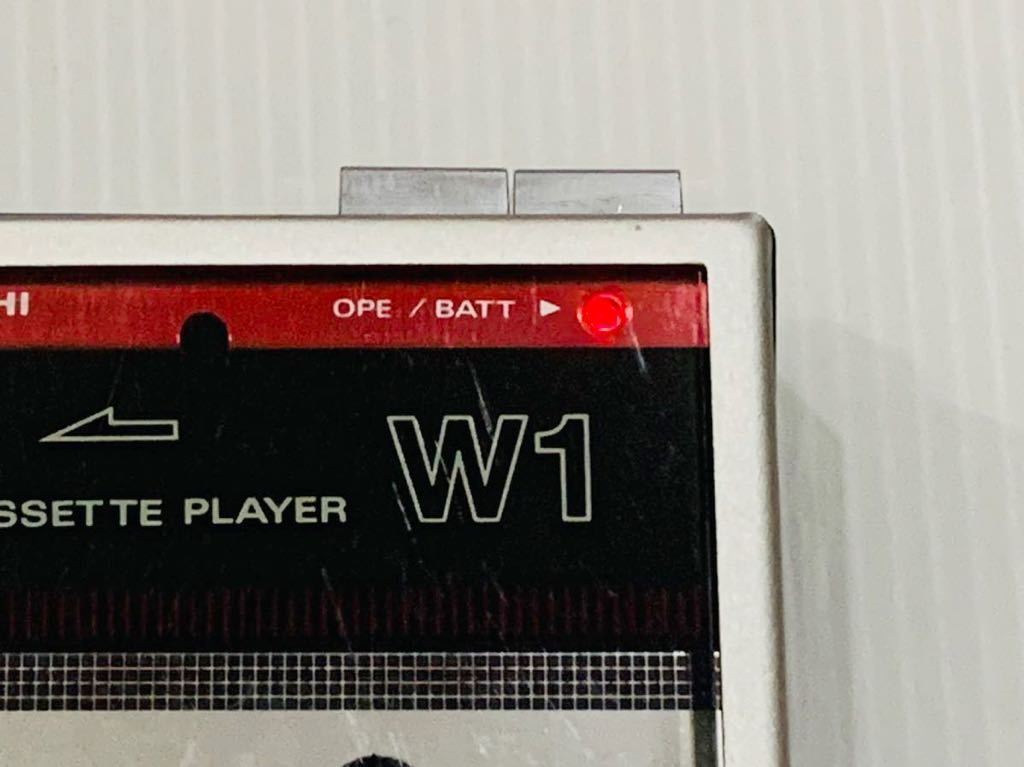 HI
OPE / BATT ▶
W1
SSETTE PLAYER